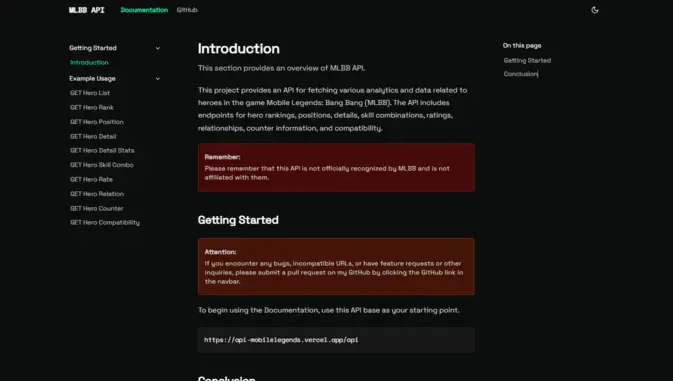 MLBB API
Documentation
GitHub
Getting Started
Introduction
Example Usage
GET Hero List
GET Hero Rank
GET Hero Position
GET Hero Detail
GET Hero Detail Stats
GET Hero Skill Combo
GET Hero Rate
GET Hero Relation
GET Hero Counter
GET Hero Compatibility
Introduction
This section provides an overview of MLBB API.
This project provides an API for fetching various analytics and data related to
heroes in the game Mobile Legends: Bang Bang (MLBB). The API includes
endpoints for hero rankings, positions, details, skill combinations, ratings,
relationships, counter information, and compatibility.
Remember:
Please remember that this API is not officially recognized by MLBB and is not
affiliated with them.
Getting Started
Attention:
If you encounter any bugs, incompatible URLs, or have feature requests or other
inquiries, please submit a pull request on my GitHub by clicking the GitHub link in
the navbar.
To begin using the Documentation, use this API base as your starting point.
https://api-mobilelegends.vercel.app/api
Conclusion
On this page
Getting Started
Conclusion